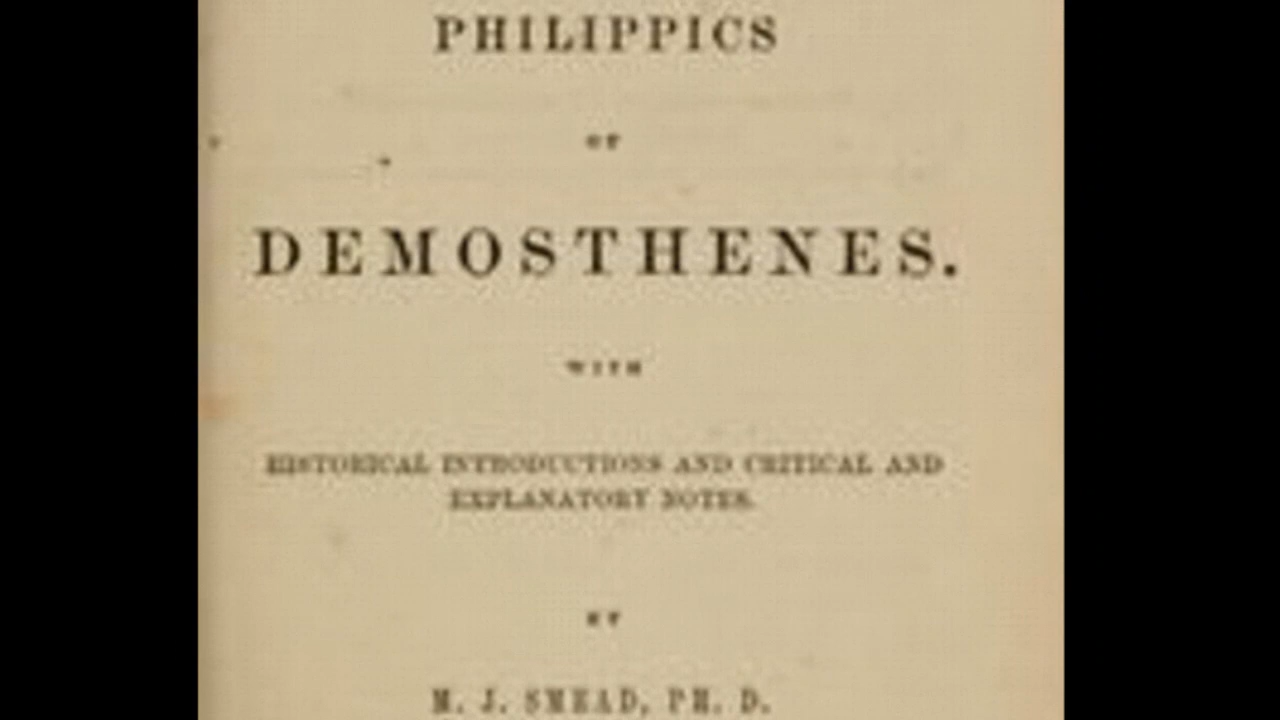 PHILIPPICS
OF
DEMOSTHENES.
WITH
HISTORICAL INTRODUCTIONS AND CRITICAL AND
EXPLANATORY NOTES.
BY
M. J. SMEAD, PH. D.